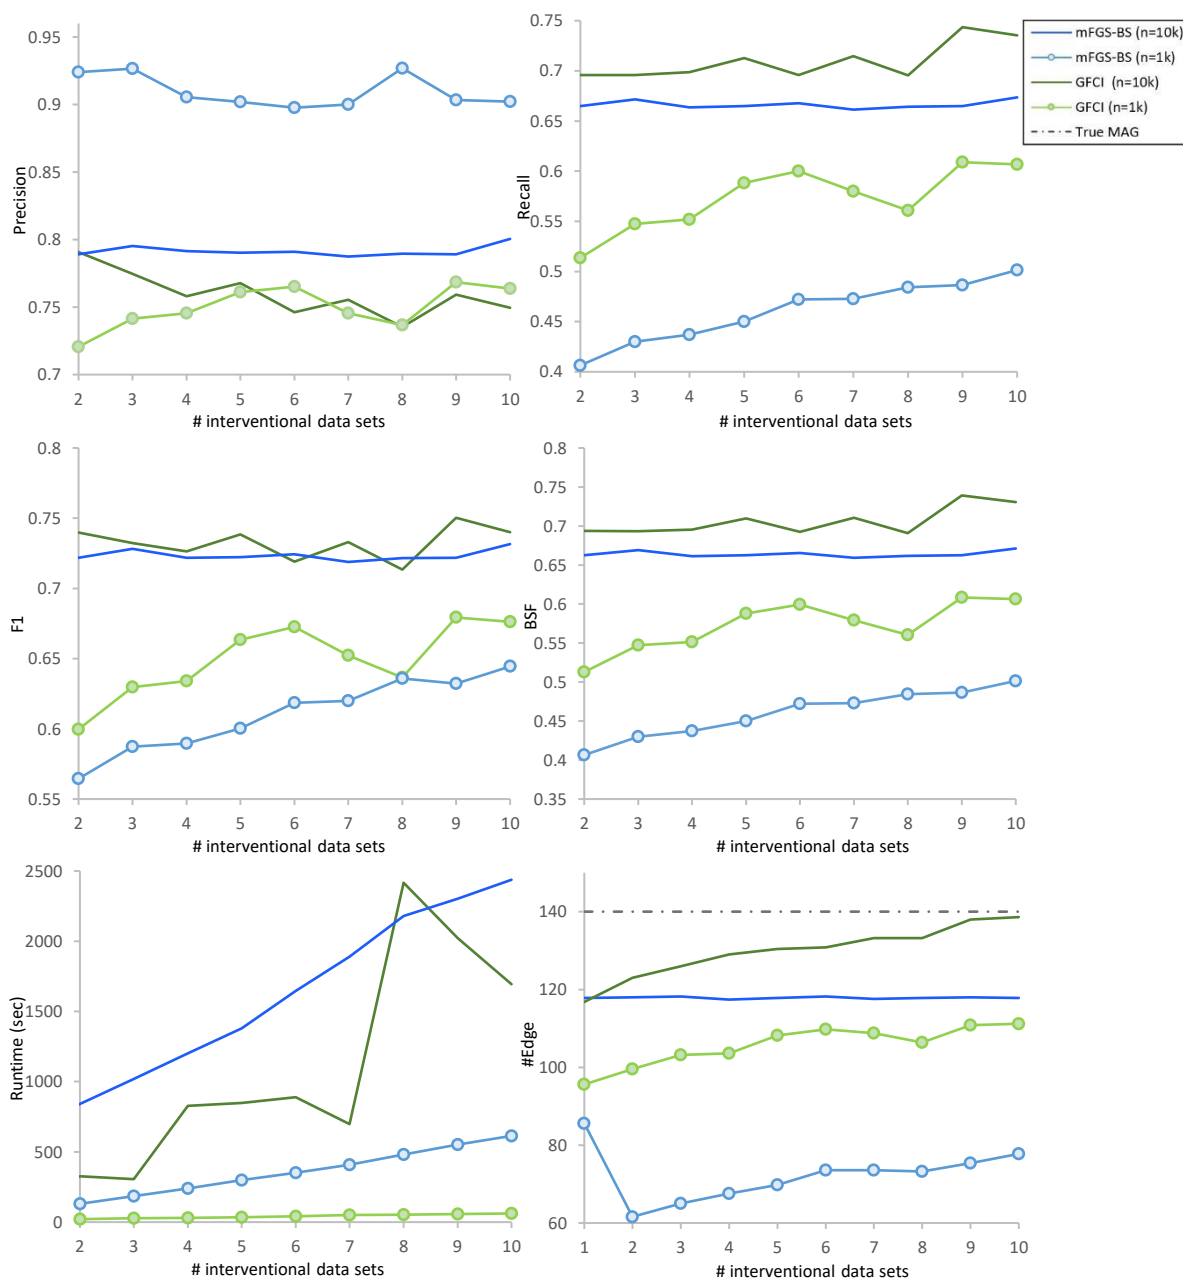 0.95
0.9
0.85
0.8
0.75
0.7
Precision
2 3 4 5 6 7 8 9 10
# interventional data sets
0.75
0.7
0.65
0.6
0.55
0.5
0.45
0.4
Recall
2 3 4 5 6 7 8 9 10
# interventional data sets
mFGS-BS (n=10k)
mFGS-BS (n=1k)
GFCI (n=10k)
GFCI (n=1k)
True MAG
0.8
0.75
0.7
0.65
0.6
0.55
F1
2 3 4 5 6 7 8 9 10
# interventional data sets
0.8
0.75
0.7
0.65
0.6
0.55
0.5
0.45
0.4
0.35
BSF
2 3 4 5 6 7 8 9 10
# interventional data sets
2500
2000
1500
1000
500
0
Runtime (sec)
2 3 4 5 6 7 8 9 10
# interventional data sets
140
120
100
80
60
#Edge
1 2 3 4 5 6 7 8 9 10
# interventional data sets